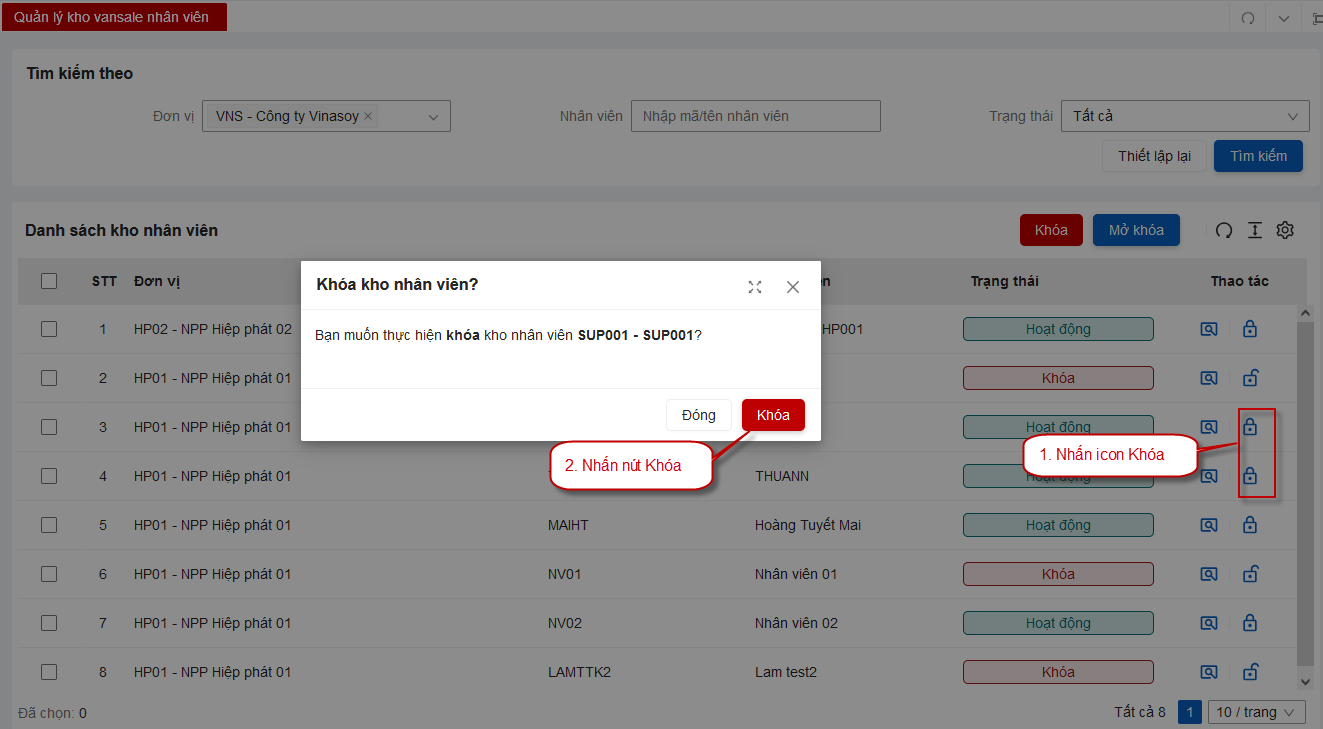 Quản lý kho vansale nhân viên
Tìm kiếm theo
Đơn vị VNS - Công ty Vinasoy Nhân viên Nhập mã/tên nhân viên Trạng thái Tất cả
Thiết lập lại Tìm kiếm
Danh sách kho nhân viên Khóa Mở khóa
STT Đơn vị Trạng thái Thao tác
Khóa kho nhân viên?
Bạn muốn thực hiện khóa kho nhân viên SUP001 - SUP001?
Đóng Khóa
1 HP02 - NPP Hiệp phát 02 HP001 Hoạt động
2 HP01 - NPP Hiệp phát 01 Khóa
3 HP01 - NPP Hiệp phát 01 Hoạt động
1. Nhấn icon Khóa
2. Nhấn nút Khóa
4 HP01 - NPP Hiệp phát 01 THUANN Hoạt động
5 HP01 - NPP Hiệp phát 01 MAIHT Hoàng Tuyết Mai Hoạt động
6 HP01 - NPP Hiệp phát 01 NV01 Nhân viên 01 Khóa
7 HP01 - NPP Hiệp phát 01 NV02 Nhân viên 02 Hoạt động
8 HP01 - NPP Hiệp phát 01 LAMTTK2 Lam test2 Khóa
Đã chọn: 0 Tất cả 8 1 10 / trang